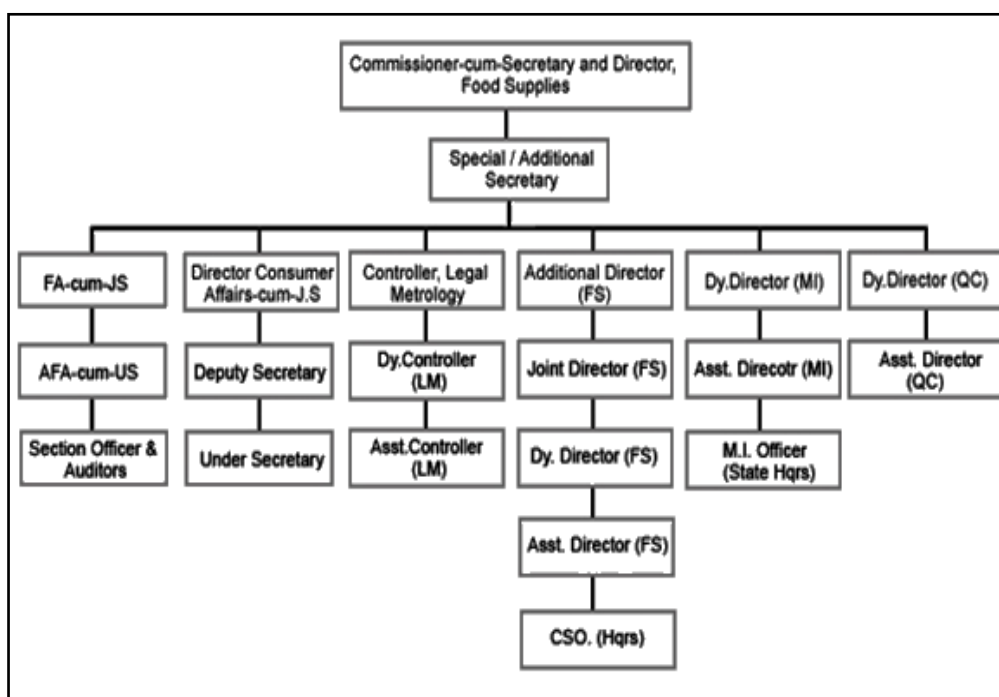 Commissioner-cum-Secretary and Director,
Food Supplies
Special / Additional
Secretary
FA-cum-JS
Director Consumer
Affairs-cum-J.S
Controller, Legal
Metrology
Additional Director
(FS)
Dy.Director (MI)
Dy.Director (QC)
AFA-cum-US
Deputy Secretary
Dy.Controller
(LM)
Joint Director (FS)
Asst. Direcotr (MI)
Asst. Director
(QC)
Section Officer &
Auditors
Under Secretary
Asst.Controller
(LM)
Dy. Director (FS)
M.I. Officer
(State Hqrs)
Asst. Director (FS)
CSO. (Hqrs)